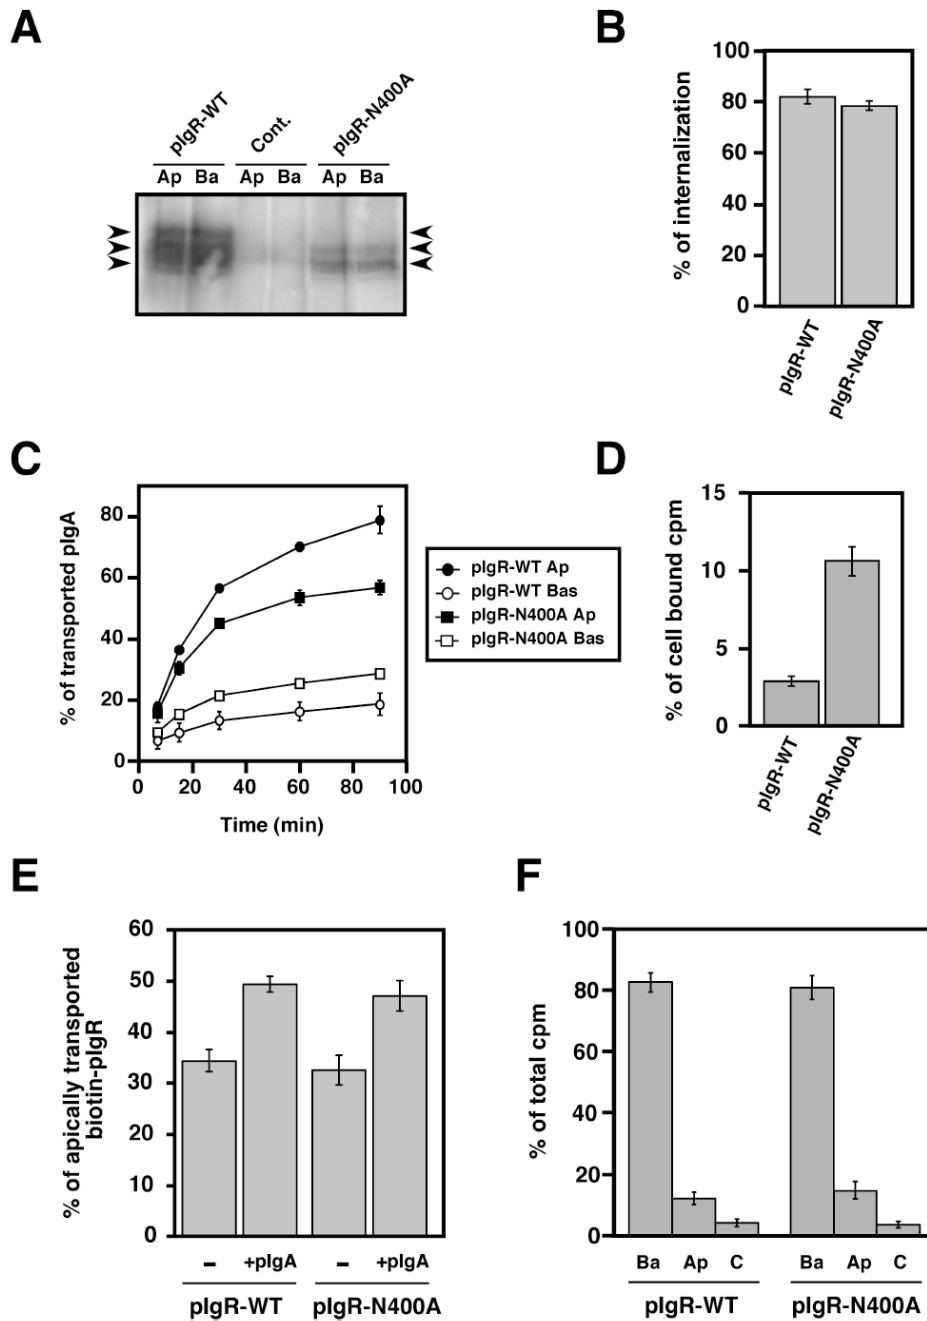 A
pIgR-WT
Cont.
pIgR-N400A
Ap Ba Ap Ba Ap Ba
B
% of internalization
100
80
60
40
20
0
pIgR-WT
pIgR-N400A
C
% of transported pIgA
80
60
40
20
0
0 20 40 60 80 100
Time (min)
pIgR-WT Ap
pIgR-WT Bas
pIgR-N400A Ap
pIgR-N400A Bas
D
% of cell bound cpm
15
10
5
0
pIgR-WT
pIgR-N400A
E
% of apically transported
biotin-pIgR
60
50
40
30
20
10
0
– +pIgA – +pIgA
pIgR-WT pIgR-N400A
F
% of total cpm
100
80
60
40
20
0
Ba Ap C Ba Ap C
pIgR-WT pIgR-N400A